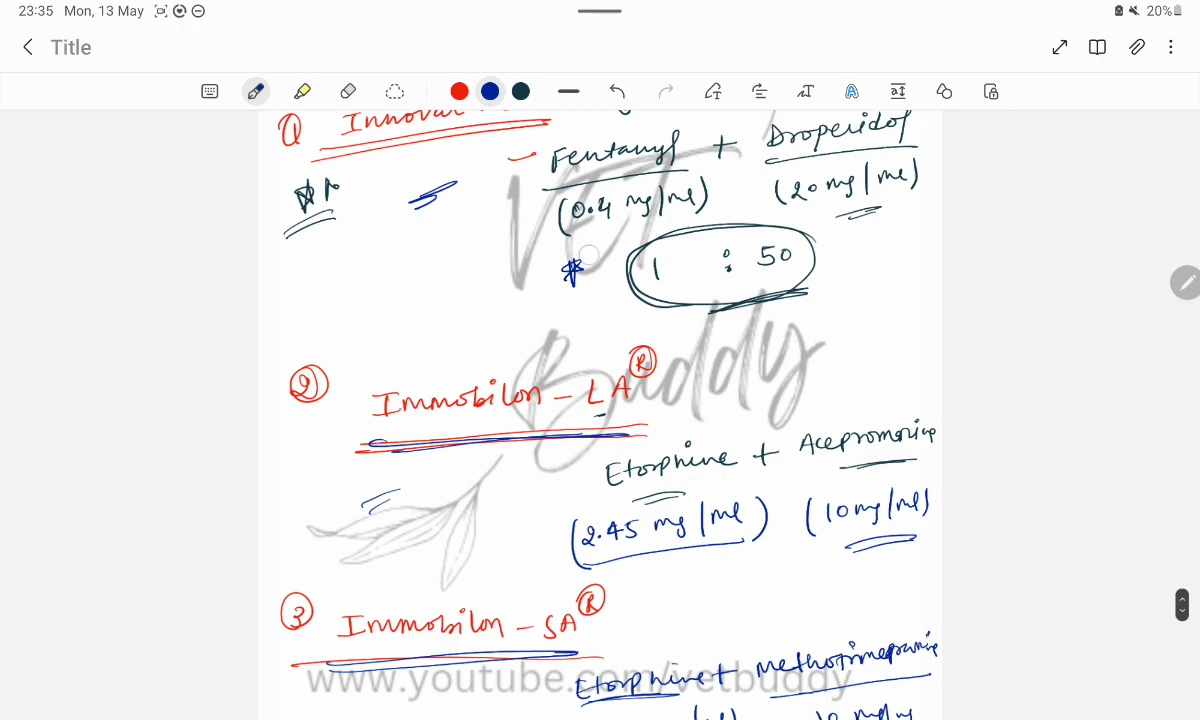 23:35 Mon, 13 May 20%
Title
① Innovar
Fentanyl + Droperidol
(0.4 mg/ml) (20 mg/ml)
1 : 50
VET
Buddy
② Immobilon - LA®
Etorphine + Acepromazine
(2.45 mg/ml) (10 mg/ml)
③ Immobilon - SA®
Etorphine + Methotrimeprazine
www.youtube.com/vetbuddy